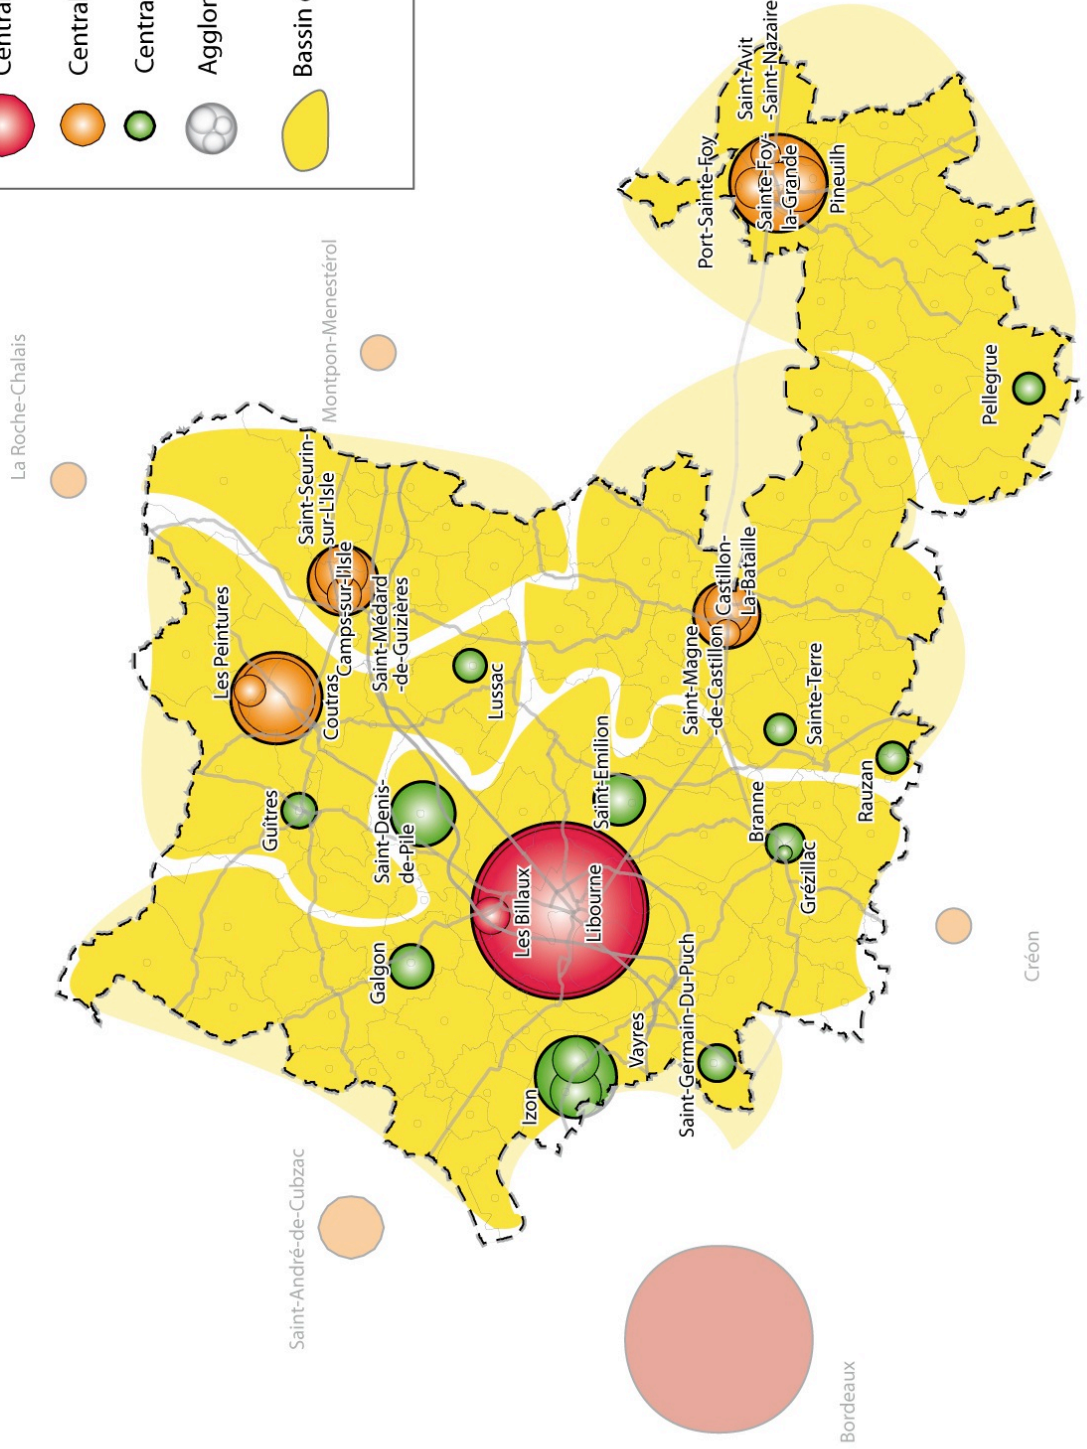 Centra
Centra
Centra
Agglo
Bassin
La Roche-Chalais
Montpon-Menestérol
Saint-André-de-Cubzac
Bordeaux
Créon
Les Peintures
Coutras
Saint-Seurin-
sur-L'Isle
Camps-sur-l'Isle
Saint-Médard
-de-Guizières
Guîtres
Saint-Denis-
de-Pile
Lussac
Galgon
Les Billaux
Libourne
Saint-Emilion
Izon
Vayres
Saint-Germain-Du-Puch
Saint-Magne
-de-Castillon
Castillon-
La-Bataille
Sainte-Terre
Branne
Grézillac
Rauzan
Port-Sainte-Foy
Saint-Avit
-Saint-Nazaire
Sainte-Foy-
la-Grande
Pineuilh
Pellegrue